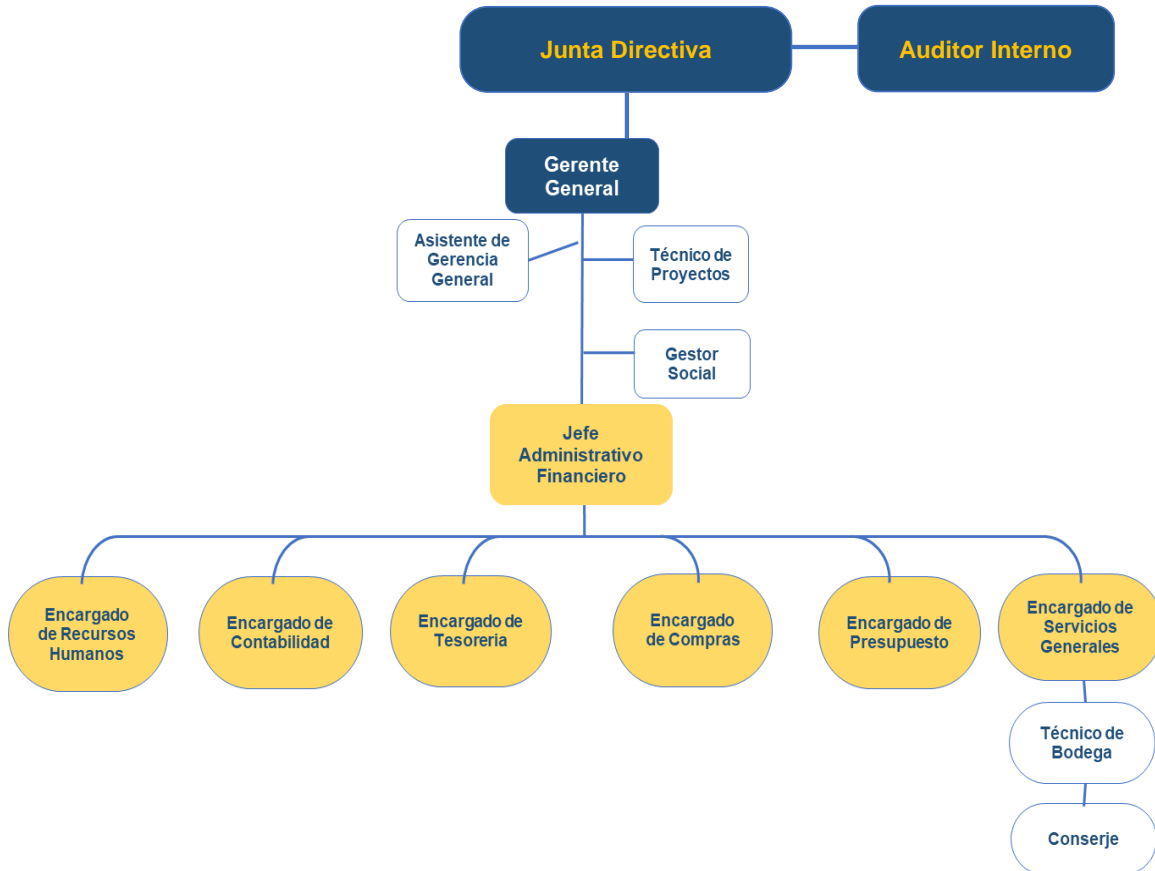 Junta Directiva
Auditor Interno
Gerente
General
Asistente de
Gerencia
General
Técnico de
Proyectos
Gestor
Social
Jefe
Administrativo
Financiero
Encargado
de Recursos
Humanos
Encargado de
Contabilidad
Encargado de
Tesoreria
Encargado
de Compras
Encargado de
Presupuesto
Encargado de
Servicios
Generales
Técnico de
Bodega
Conserje